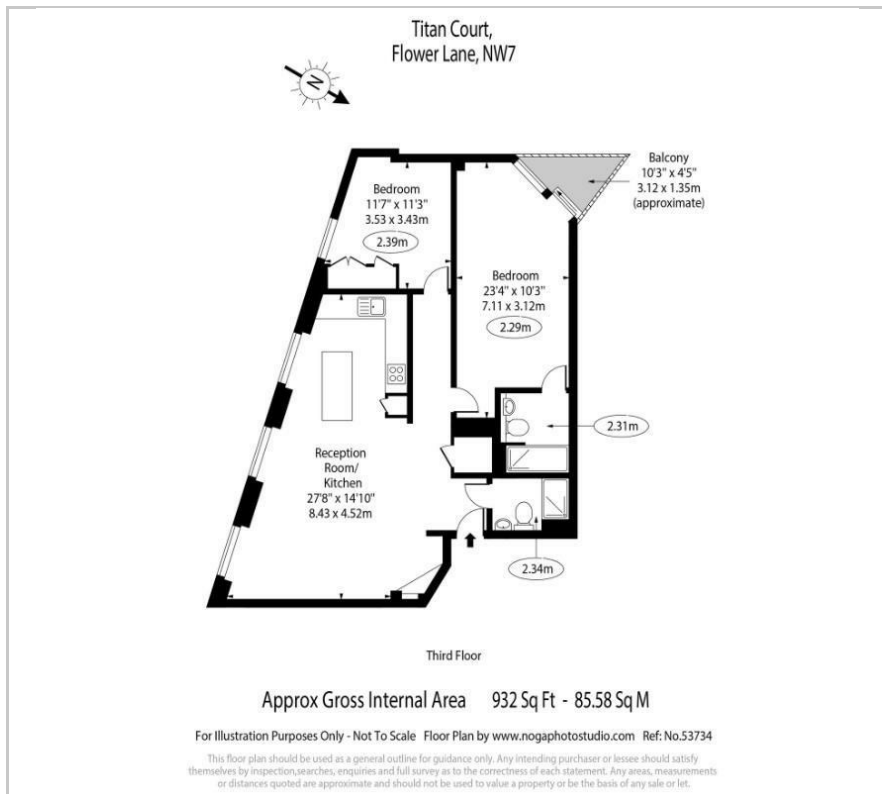 Titan Court,
Flower Lane, NW7
N
Balcony
10'3" x 4'5"
3.12 x 1.35m
(approximate)
Bedroom
11'7" x 11'3"
3.53 x 3.43m
2.39m
Bedroom
23'4" x 10'3"
7.11 x 3.12m
2.29m
2.31m
Reception
Room/
Kitchen
27'8" x 14'10"
8.43 x 4.52m
2.34m
Third Floor
Approx Gross Internal Area 932 Sq Ft - 85.58 Sq M
For Illustration Purposes Only - Not To Scale Floor Plan by www.nogaphotostudio.com Ref: No.53734
This floor plan should be used as a general outline for guidance only. Any intending purchaser or lessee should satisfy
themselves by inspection,searches, enquiries and full survey as to the correctness of each statement. Any areas, measurements
or distances quoted are approximate and should not be used to value a property or be the basis of any sale or let.